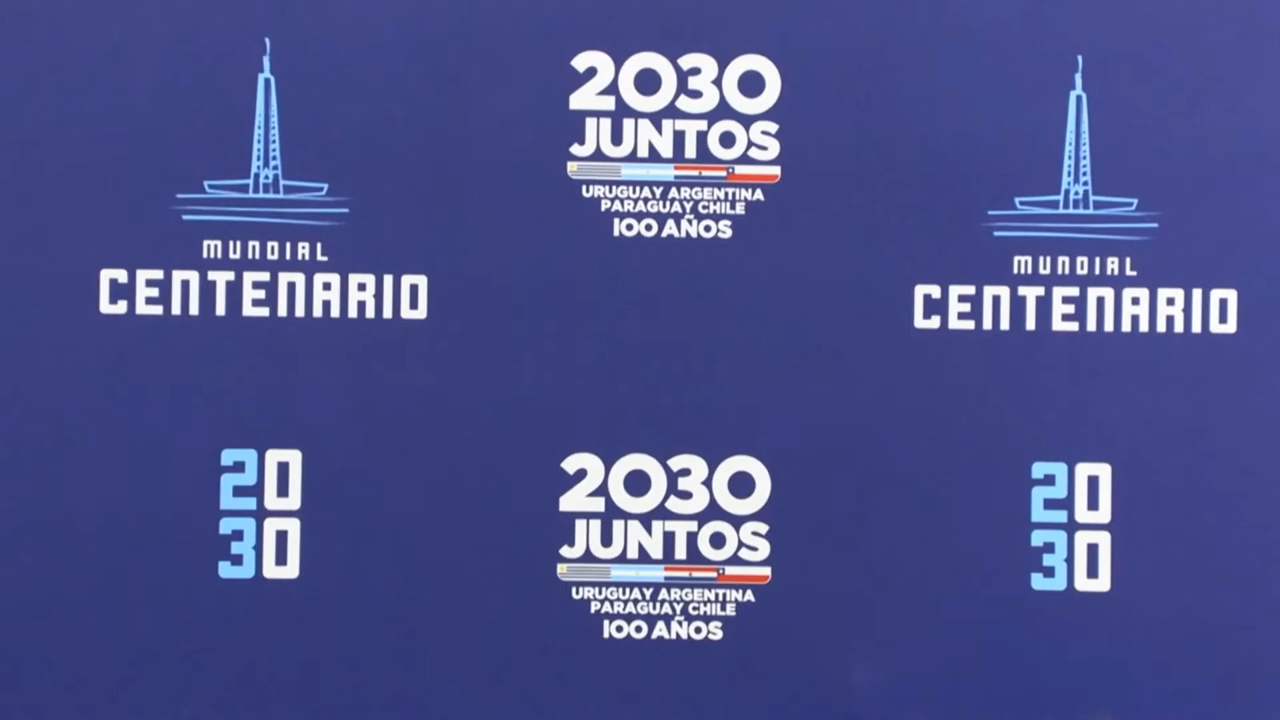 MUNDIAL
CENTENARIO
2030
JUNTOS
URUGUAY ARGENTINA
PARAGUAY CHILE
100 AÑOS
MUNDIAL
CENTENARIO
20
30
2030
JUNTOS
URUGUAY ARGENTINA
PARAGUAY CHILE
100 AÑOS
20
30